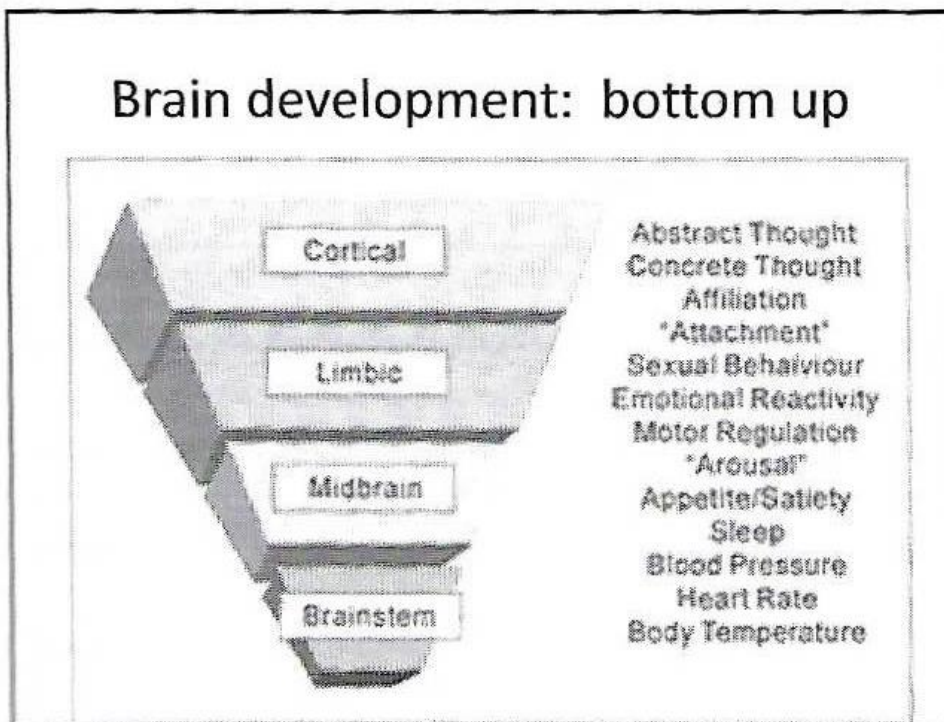 Brain development: bottom up
Cortical
Limbic
Midbrain
Brainstem
Abstract Thought
Concrete Thought
Affiliation
"Attachment"
Sexual Behaiviour
Emotional Reactivity
Motor Regulation
"Arousal"
Appetite/Satiety
Sleep
Blood Pressure
Heart Rate
Body Temperature